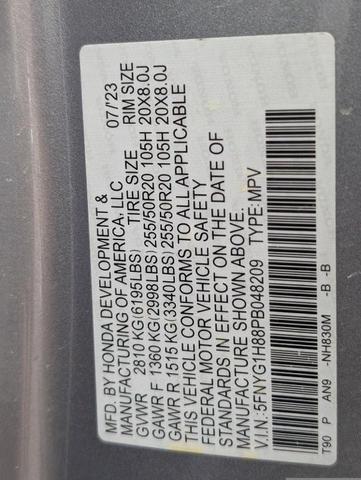 MFD. BY HONDA DEVELOPMENT & 07/'23
MANUFACTURING OF AMERICA, LLC
GVWR 2810 KG(6195LBS) TIRE SIZE RIM SIZE
GAWR F 1360 KG(2998LBS) 255/50R20 105H 20X8.0J
GAWR R 1515 KG(3340LBS) 255/50R20 105H 20X8.0J
THIS VEHICLE CONFORMS TO ALL APPLICABLE
FEDERAL MOTOR VEHICLE SAFETY
STANDARDS IN EFFECT ON THE DATE OF
MANUFACTURE SHOWN ABOVE.
V.I.N.: 5FNYG1H88PB048209 TYPE: MPV
T90 P AN9 -NH830M -B -B